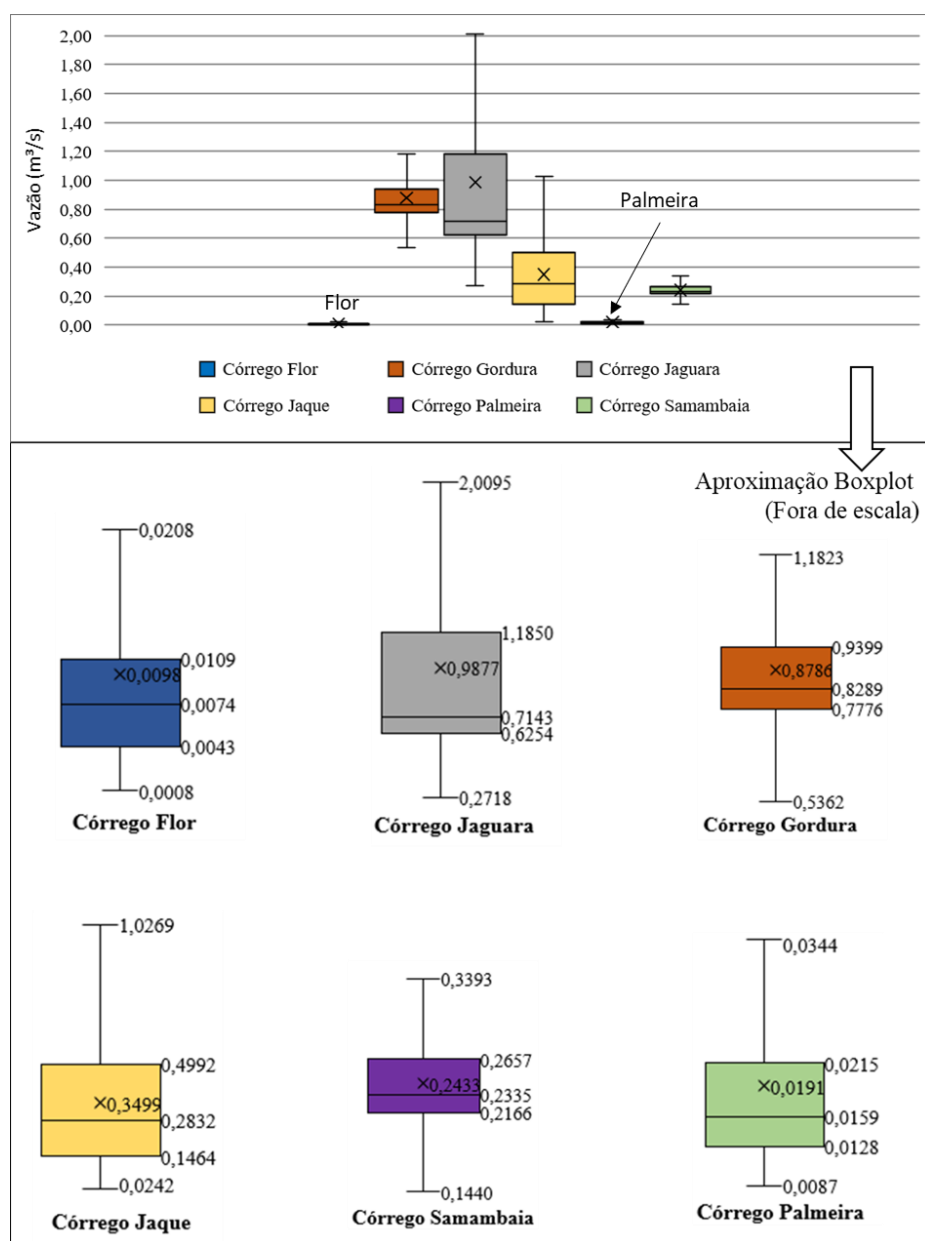 2,00
1,80
1,60
1,40
1,20
1,00
0,80
0,60
0,40
0,20
0,00
Vazão (m³/s)
Palmeira
Flor
Córrego Flor
Córrego Gordura
Córrego Jaguara
Córrego Jaque
Córrego Palmeira
Córrego Samambaia
Aproximação Boxplot
(Fora de escala)
0,0208
0,0109
0,0098
0,0074
0,0043
0,0008
Córrego Flor
2,0095
1,1850
0,9877
0,7143
0,6254
0,2718
Córrego Jaguara
1,1823
0,9399
0,8786
0,8289
0,7776
0,5362
Córrego Gordura
1,0269
0,4992
0,3499
0,2832
0,1464
0,0242
Córrego Jaque
0,3393
0,2657
0,2433
0,2335
0,2166
0,1440
Córrego Samambaia
0,0344
0,0215
0,0191
0,0159
0,0128
0,0087
Córrego Palmeira